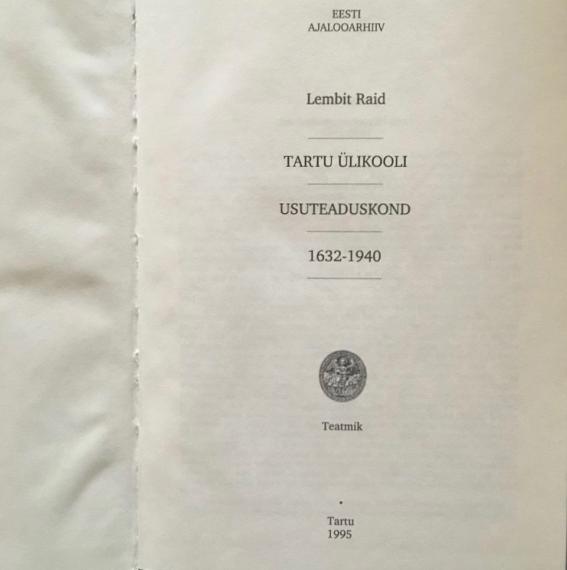 EESTI
AJALOOARHIIV
Lembit Raid
TARTU ÜLIKOOLI
USUTEADUSKOND
1632-1940
Teatmik
Tartu
1995